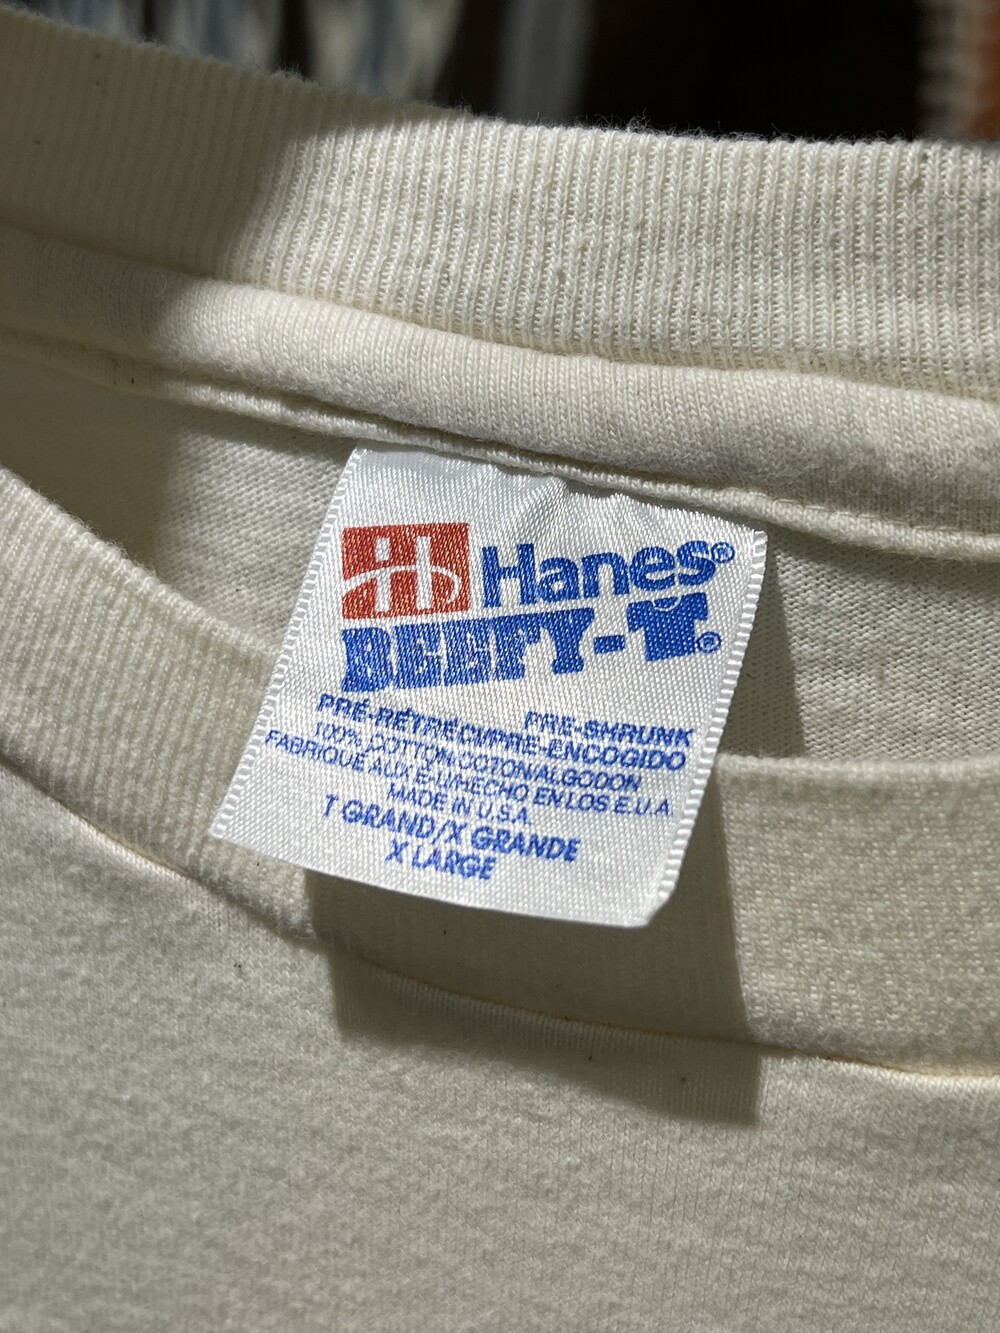 Hanes®
BEEFY-T®
PRE-SHRUNK
PRÉ-RÉTRÉCI/PRE-ENCOGIDO
100% COTTON/COTON/ALGODON
FABRIQUÉ AUX É-U/HECHO EN LOS E.U.A.
MADE IN U.S.A.
T GRAND/X GRANDE
X LARGE